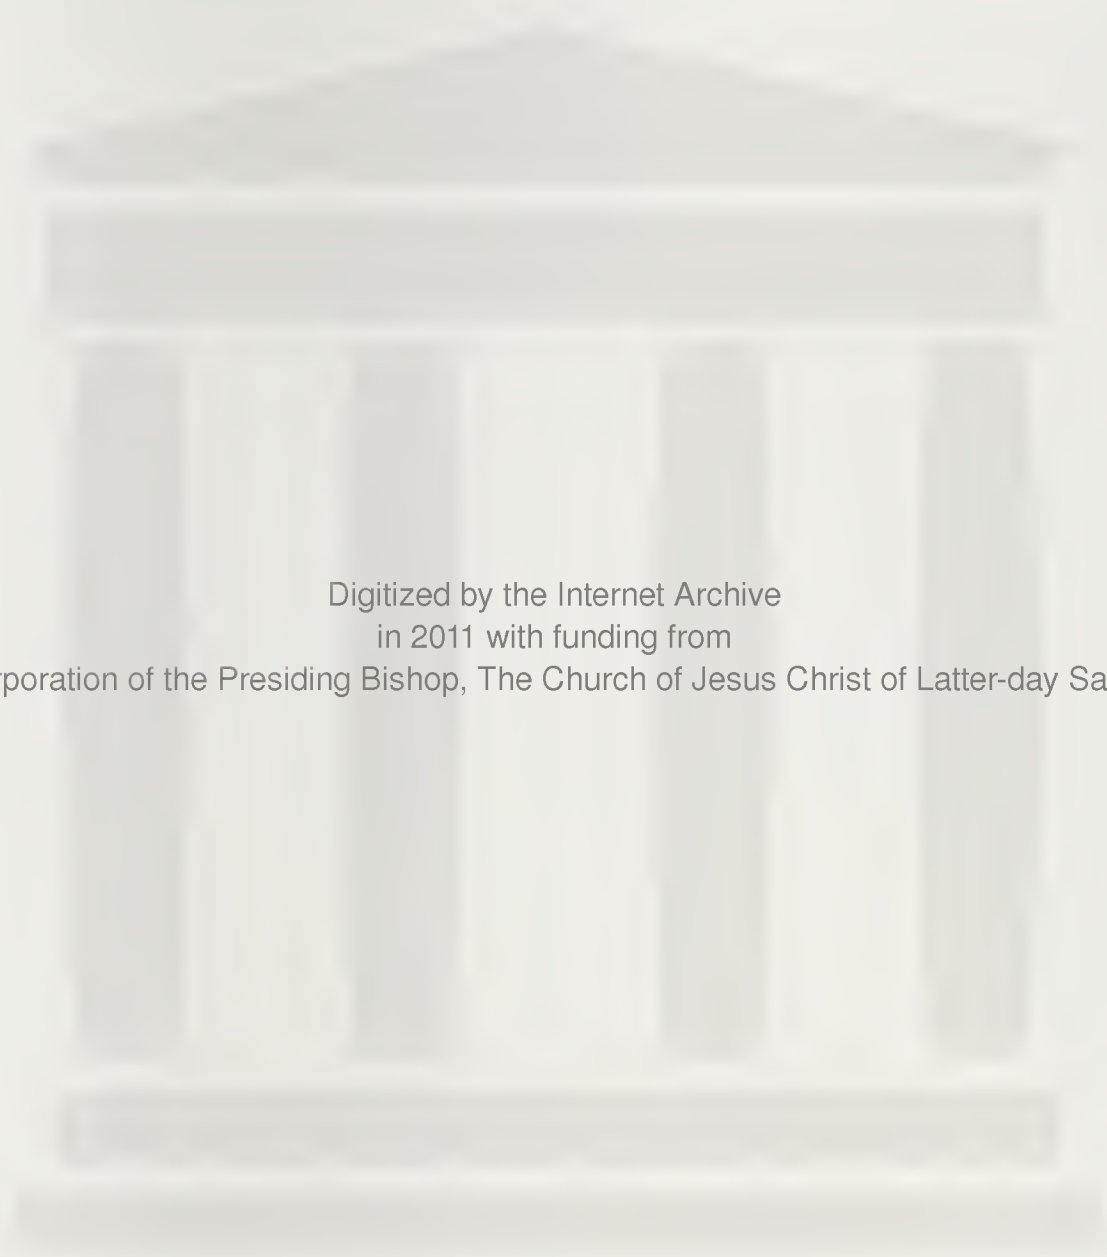 Digitized by the Internet Archive
in 2011 with funding from
poration of the Presiding Bishop, The Church of Jesus Christ of Latter-day Sa